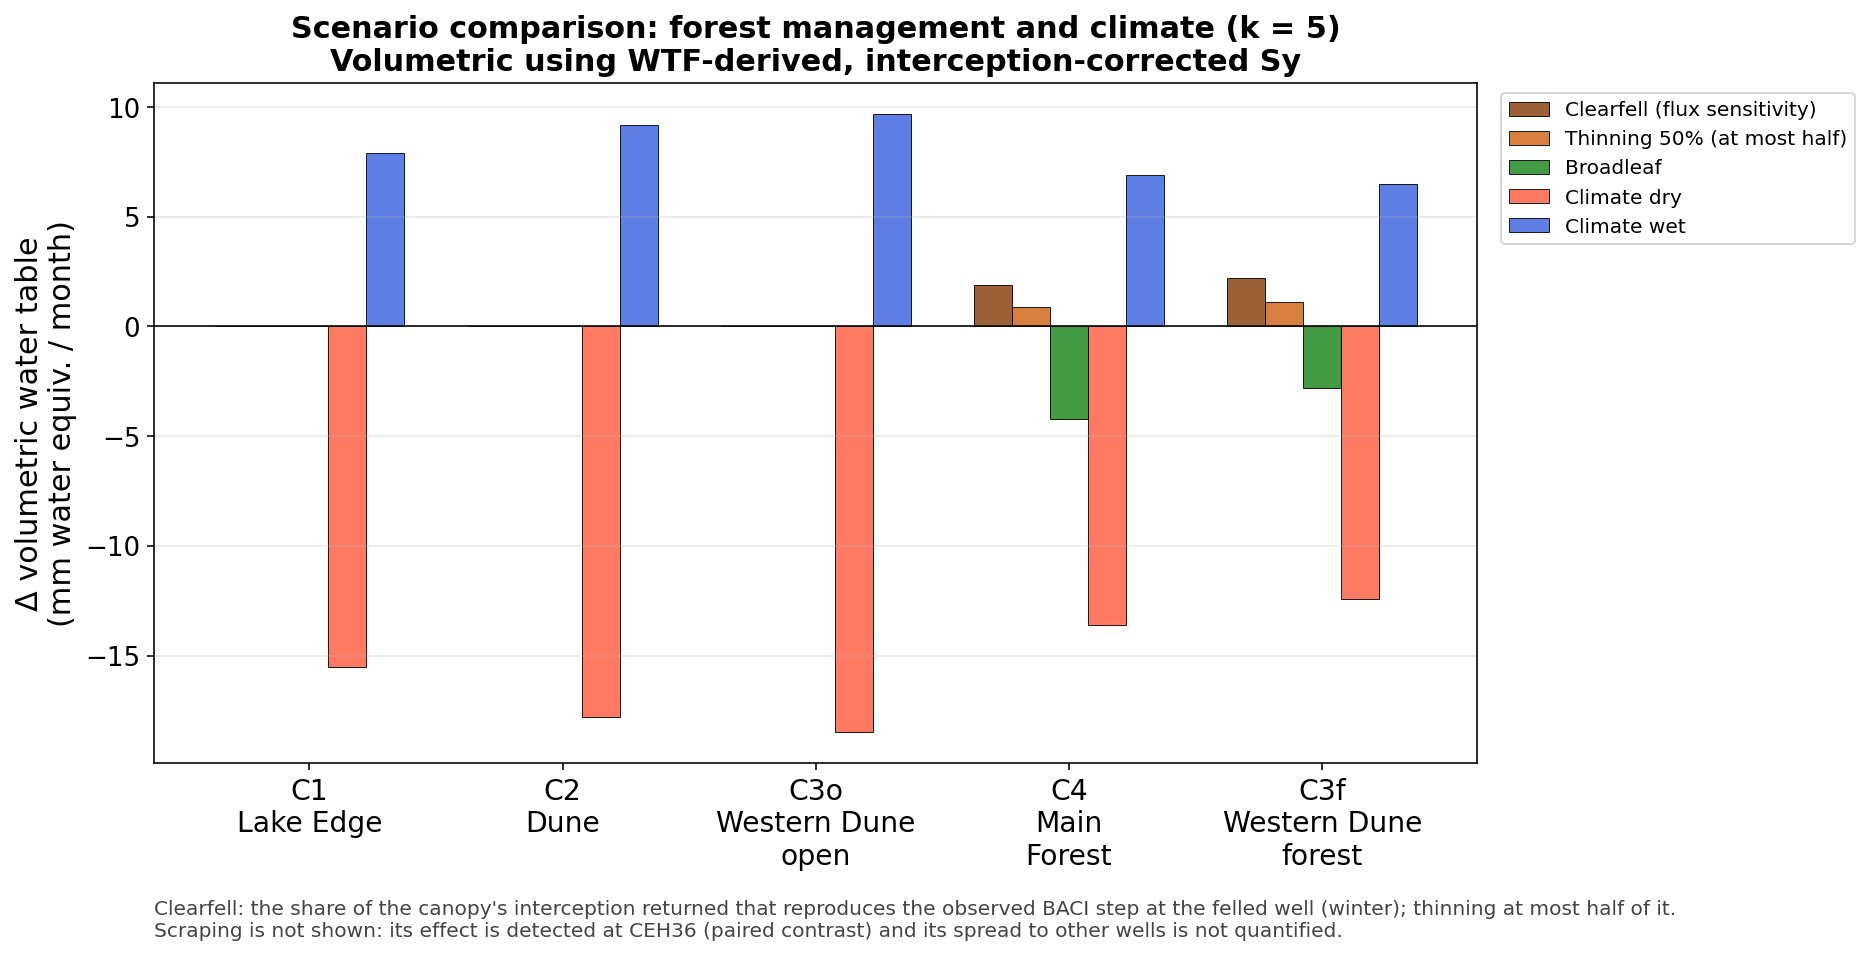 Scenario comparison: forest management and climate (k = 5)
Volumetric using WTF-derived, interception-corrected Sy
Δ volumetric water table
(mm water equiv. / month)
10
5
0
−5
−10
−15
C1
Lake Edge
C2
Dune
C3o
Western Dune
open
C4
Main
Forest
C3f
Western Dune
forest
Clearfell (flux sensitivity)
Thinning 50% (at most half)
Broadleaf
Climate dry
Climate wet
Clearfell: the share of the canopy's interception returned that reproduces the observed BACI step at the felled well (winter); thinning at most half of it.
Scraping is not shown: its effect is detected at CEH36 (paired contrast) and its spread to other wells is not quantified.